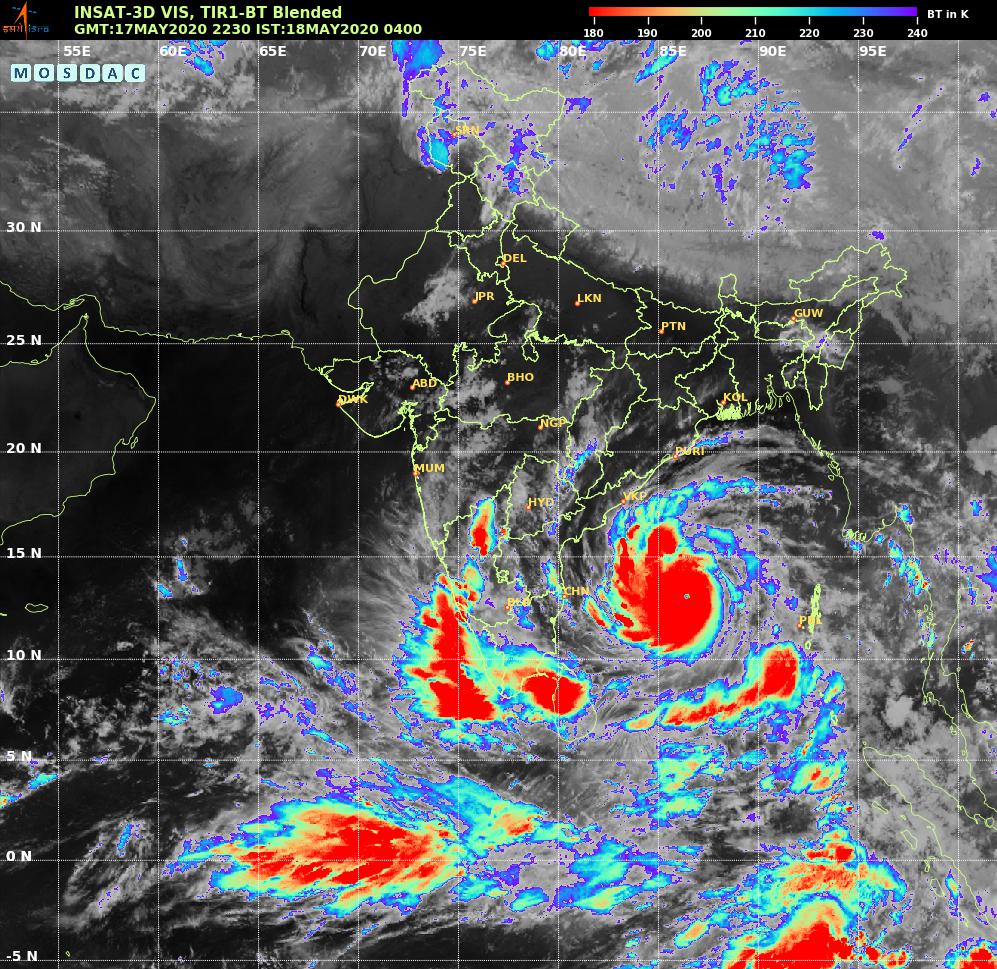 INSAT-3D VIS, TIR1-BT Blended
GMT:17MAY2020 2230 IST:18MAY2020 0400
BT in K
180 190 200 210 220 230 240
55E 60E 65E 70E 75E 80E 85E 90E 95E
MOSDAC
SRN
30 N
DEL
JPR
LKN
GUW
PTN
25 N
BHO
ABD
DWK
KOL
NGP
20 N
PURI
MUM
VKP
HYD
15 N
CHN
BLR
PBL
10 N
5 N
0 N
-5 N